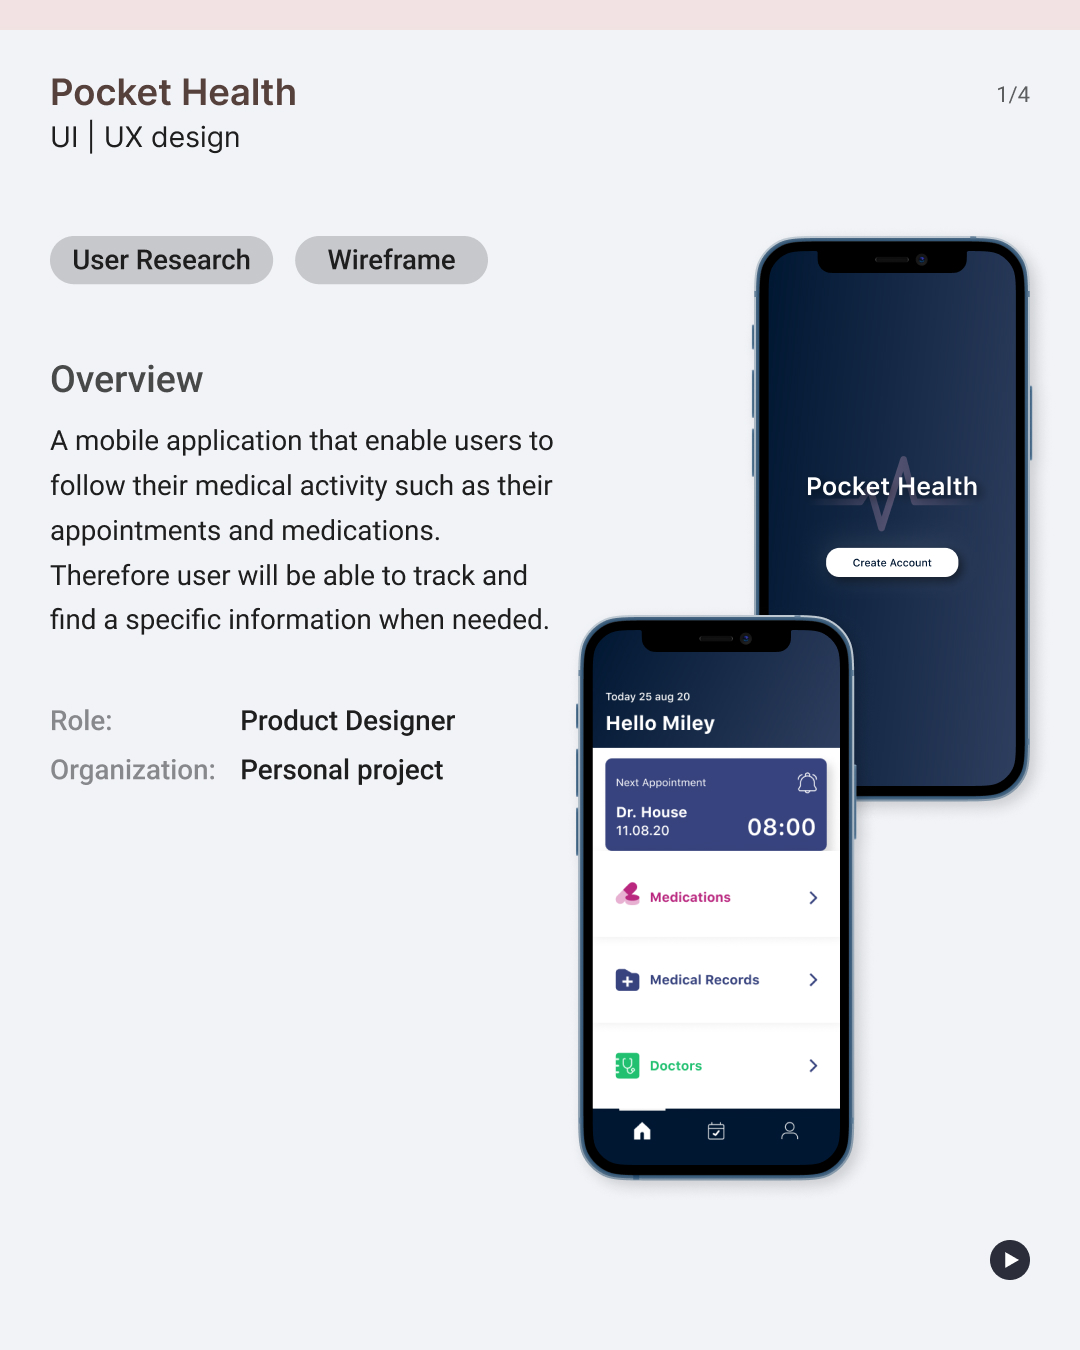 Pocket Health
1/4
UI | UX design
User Research
Wireframe
Overview
A mobile application that enable users to
follow their medical activity such as their
appointments and medications.
Therefore user will be able to track and
find a specific information when needed.
Role: Product Designer
Organization: Personal project
Pocket Health
Create Account
Today 25 aug 20
Hello Miley
Next Appointment
Dr. House
11.08.20
08:00
Medications
Medical Records
Doctors